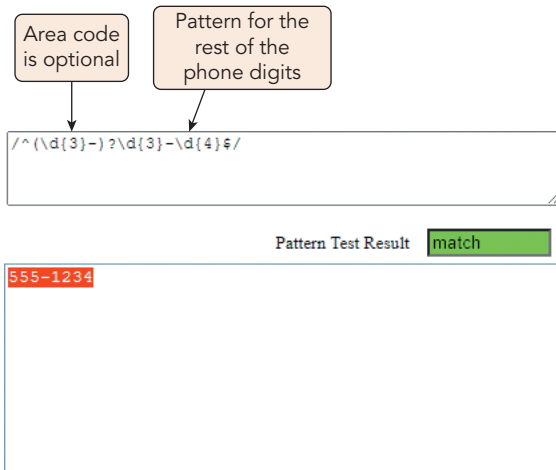 Area code
is optional
Pattern for the
rest of the
phone digits
/^(\d{3}-)?\d{3}-\d{4}$/
Pattern Test Result
match
555-1234